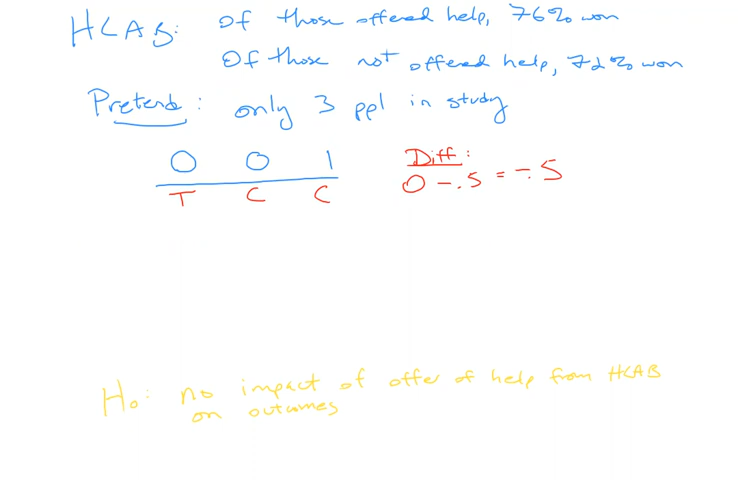 HLAB: Of those offered help, 76% won
Of those not offered help, 72% won
Pretend: only 3 ppl in study
0 0 1
T C C
Diff:
0 - .5 = -.5
Ho: no impact of offer of help from HLAB
on outcomes